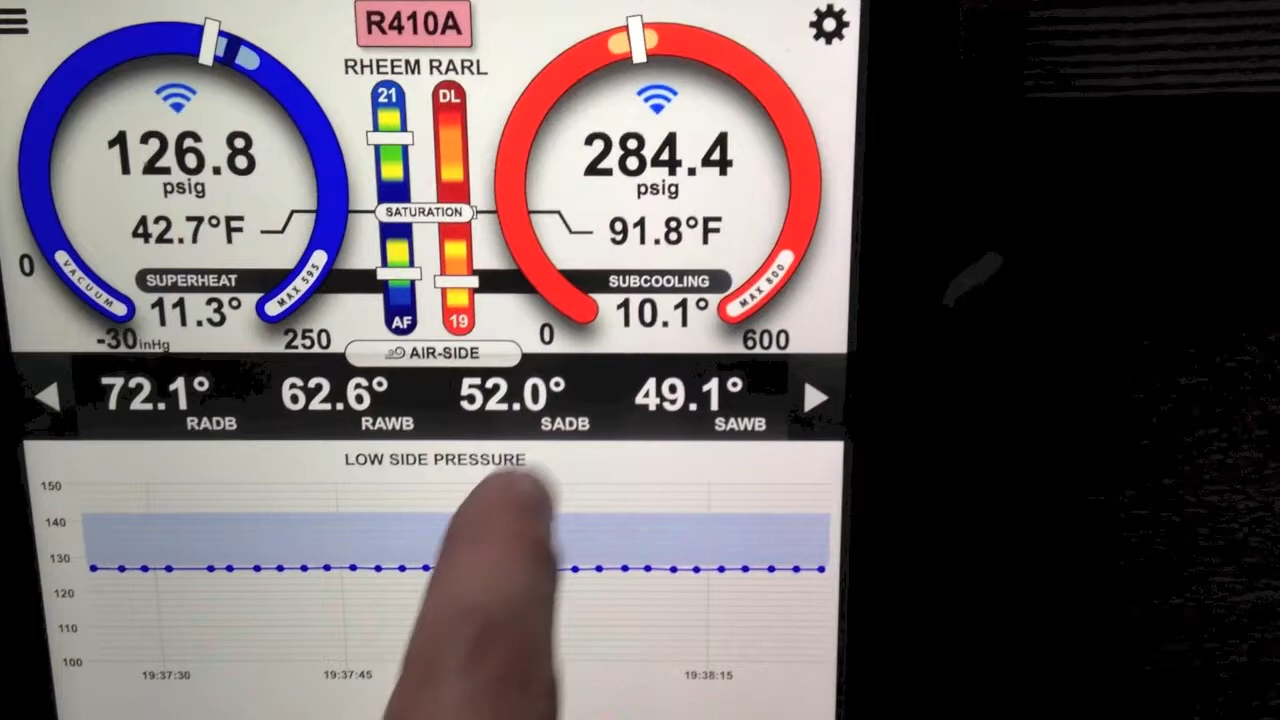 R410A
RHEEM RARL
21
DL
126.8
psig
42.7°F
284.4
psig
91.8°F
SATURATION
0
VACUUM
MAX 595
SUPERHEAT
11.3°
SUBCOOLING
10.1°
MAX 800
AF
19
-30 inHg
250
0
600
AIR-SIDE
72.1° RADB
62.6° RAWB
52.0° SADB
49.1° SAWB
LOW SIDE PRESSURE
150
140
130
120
110
100
19:37:30
19:37:45
19:38:15